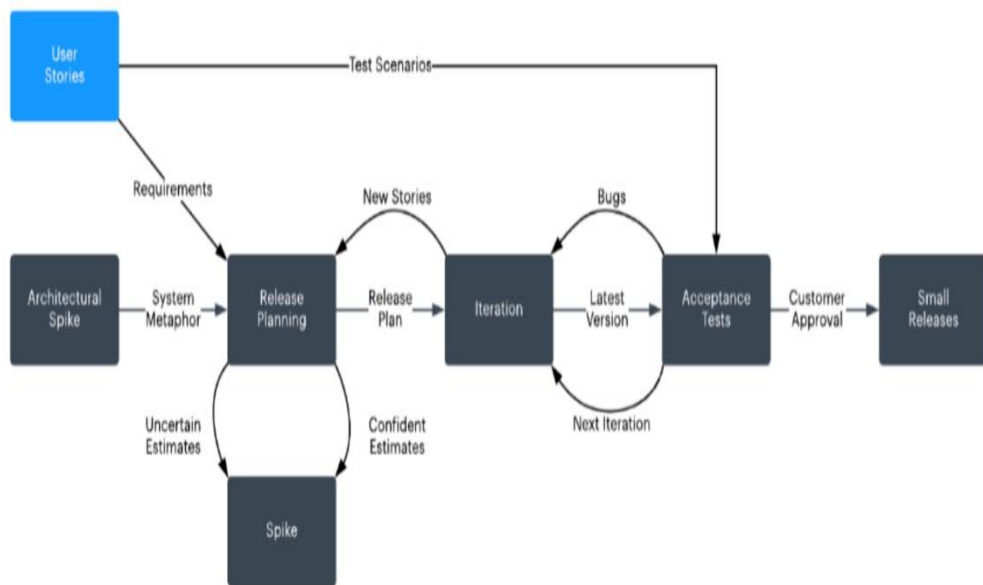 User
Stories
Test Scenarios
Requirements
New Stories
Bugs
Architectural
Spike
System
Metaphor
Release
Planning
Release
Plan
Iteration
Latest
Version
Acceptance
Tests
Customer
Approval
Small
Releases
Uncertain
Estimates
Confident
Estimates
Next Iteration
Spike